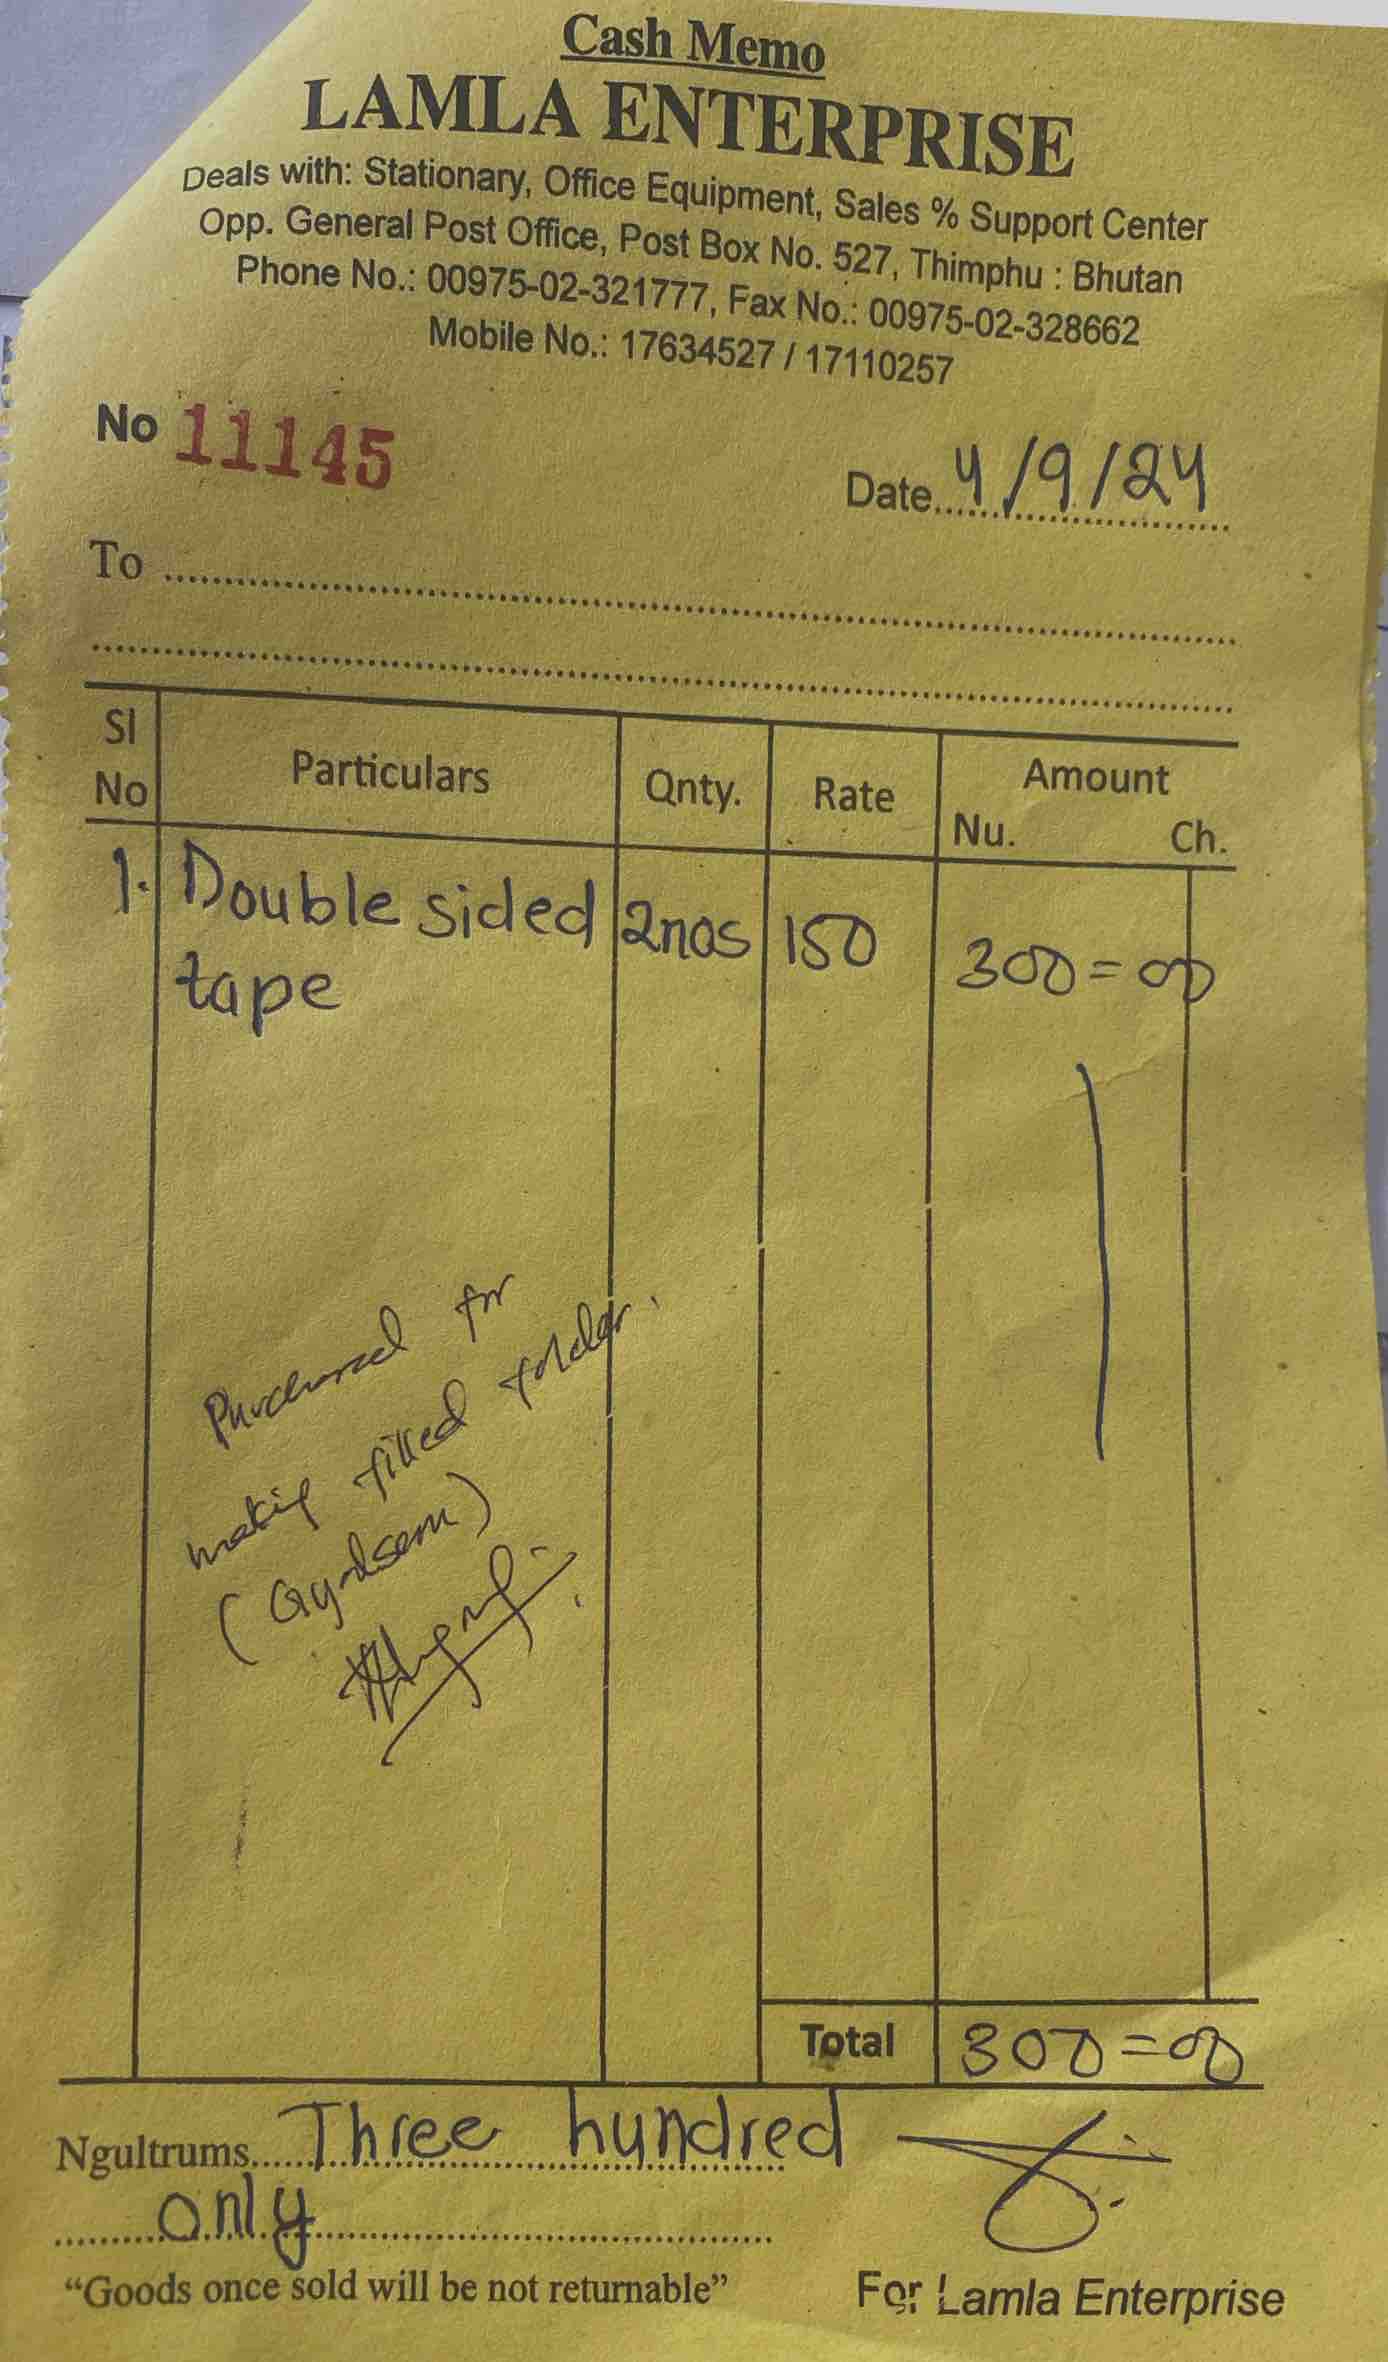 Cash Memo
LAMLA ENTERPRISE
Deals with: Stationary, Office Equipment, Sales % Support Center
Opp. General Post Office, Post Box No. 527, Thimphu : Bhutan
Phone No.: 00975-02-321777, Fax No.: 00975-02-328662
Mobile No.: 17634527 / 17110257
No 11145
Date 4/9/24
To
Sl No Particulars Qnty. Rate Amount
Nu. Ch.
1. Double sided tape 2nos 150 300=00
Purchased for
making filled folder.
Total 300=00
Ngultrums Three hundred
only
“Goods once sold will be not returnable” For Lamla Enterprise